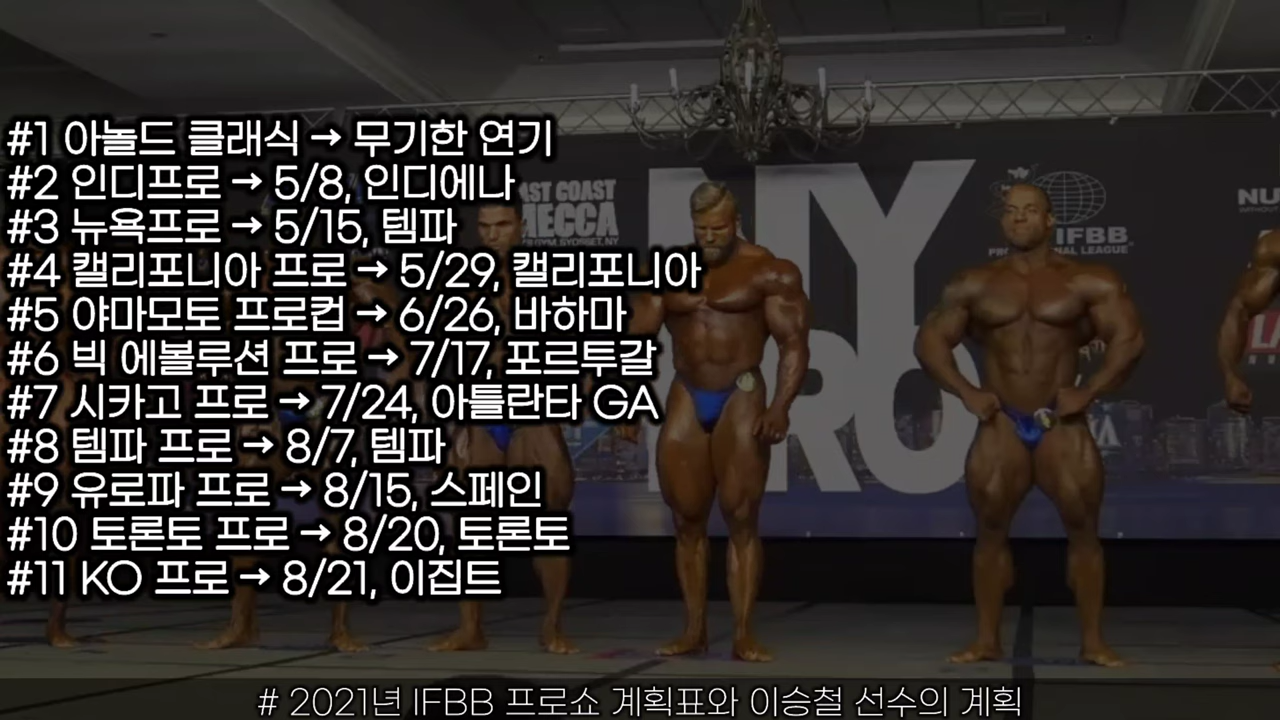 #1 아놀드 클래식 → 무기한 연기
#2 인디프로 → 5/8, 인디에나
#3 뉴욕프로 → 5/15, 템파
#4 캘리포니아 프로 → 5/29, 캘리포니아
#5 야마모토 프로컵 → 6/26, 바하마
#6 빅 에볼루션 프로 → 7/17, 포르투갈
#7 시카고 프로 → 7/24, 아틀란타 GA
#8 템파 프로 → 8/7, 템파
#9 유로파 프로 → 8/15, 스페인
#10 토론토 프로 → 8/20, 토론토
#11 KO 프로 → 8/21, 이집트
AST COAST
MECCA
NY
PRO
IFBB
NU
# 2021년 IFBB 프로쇼 계획표와 이승철 선수의 계획